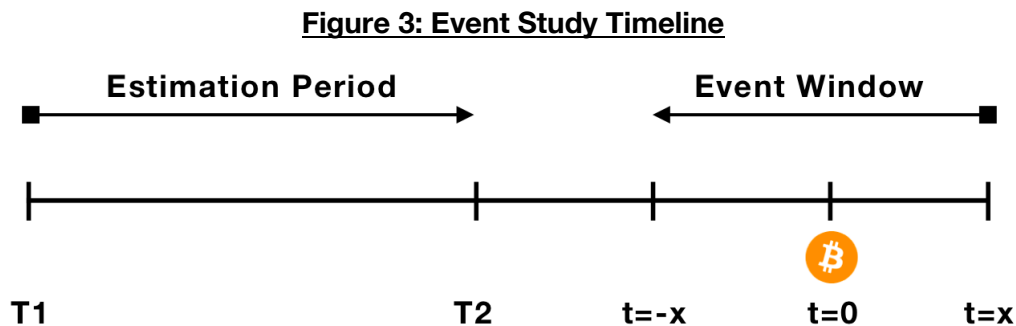 Figure 3: Event Study Timeline
Estimation Period
Event Window
T1
T2
t=-x
t=0
t=x